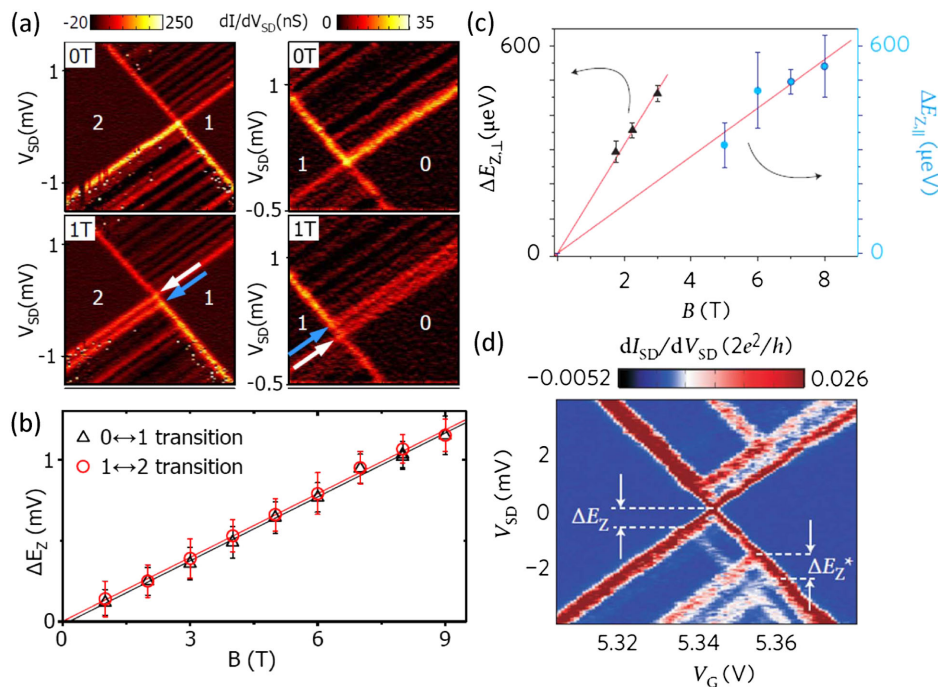 (a)
-20 250
dI/dV_SD(nS)
0 35
0T
V_SD(mV)
1
-1
2 1
0T
V_SD(mV)
1
-0.5
1 0
1T
V_SD(mV)
1
-1
2 1
1T
V_SD(mV)
-0.5
1 0
(b)
△ 0↔1 transition
○ 1↔2 transition
ΔE_Z (mV)
1
0
0 3 6 9
B (T)
(c)
ΔE_Z,⊥ (μeV)
600
0
600
0
ΔE_Z,|| (μeV)
2 4 6 8
B (T)
(d)
dI_SD/dV_SD (2e²/h)
−0.0052 0.026
V_SD (mV)
2
0
−2
ΔE_Z
ΔE_Z*
5.32 5.34 5.36
V_G (V)